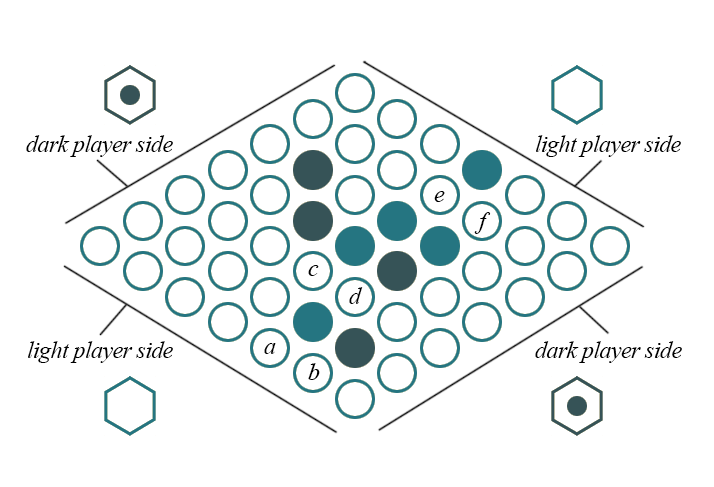 dark player side
light player side
e
f
c
d
a
b
light player side
dark player side